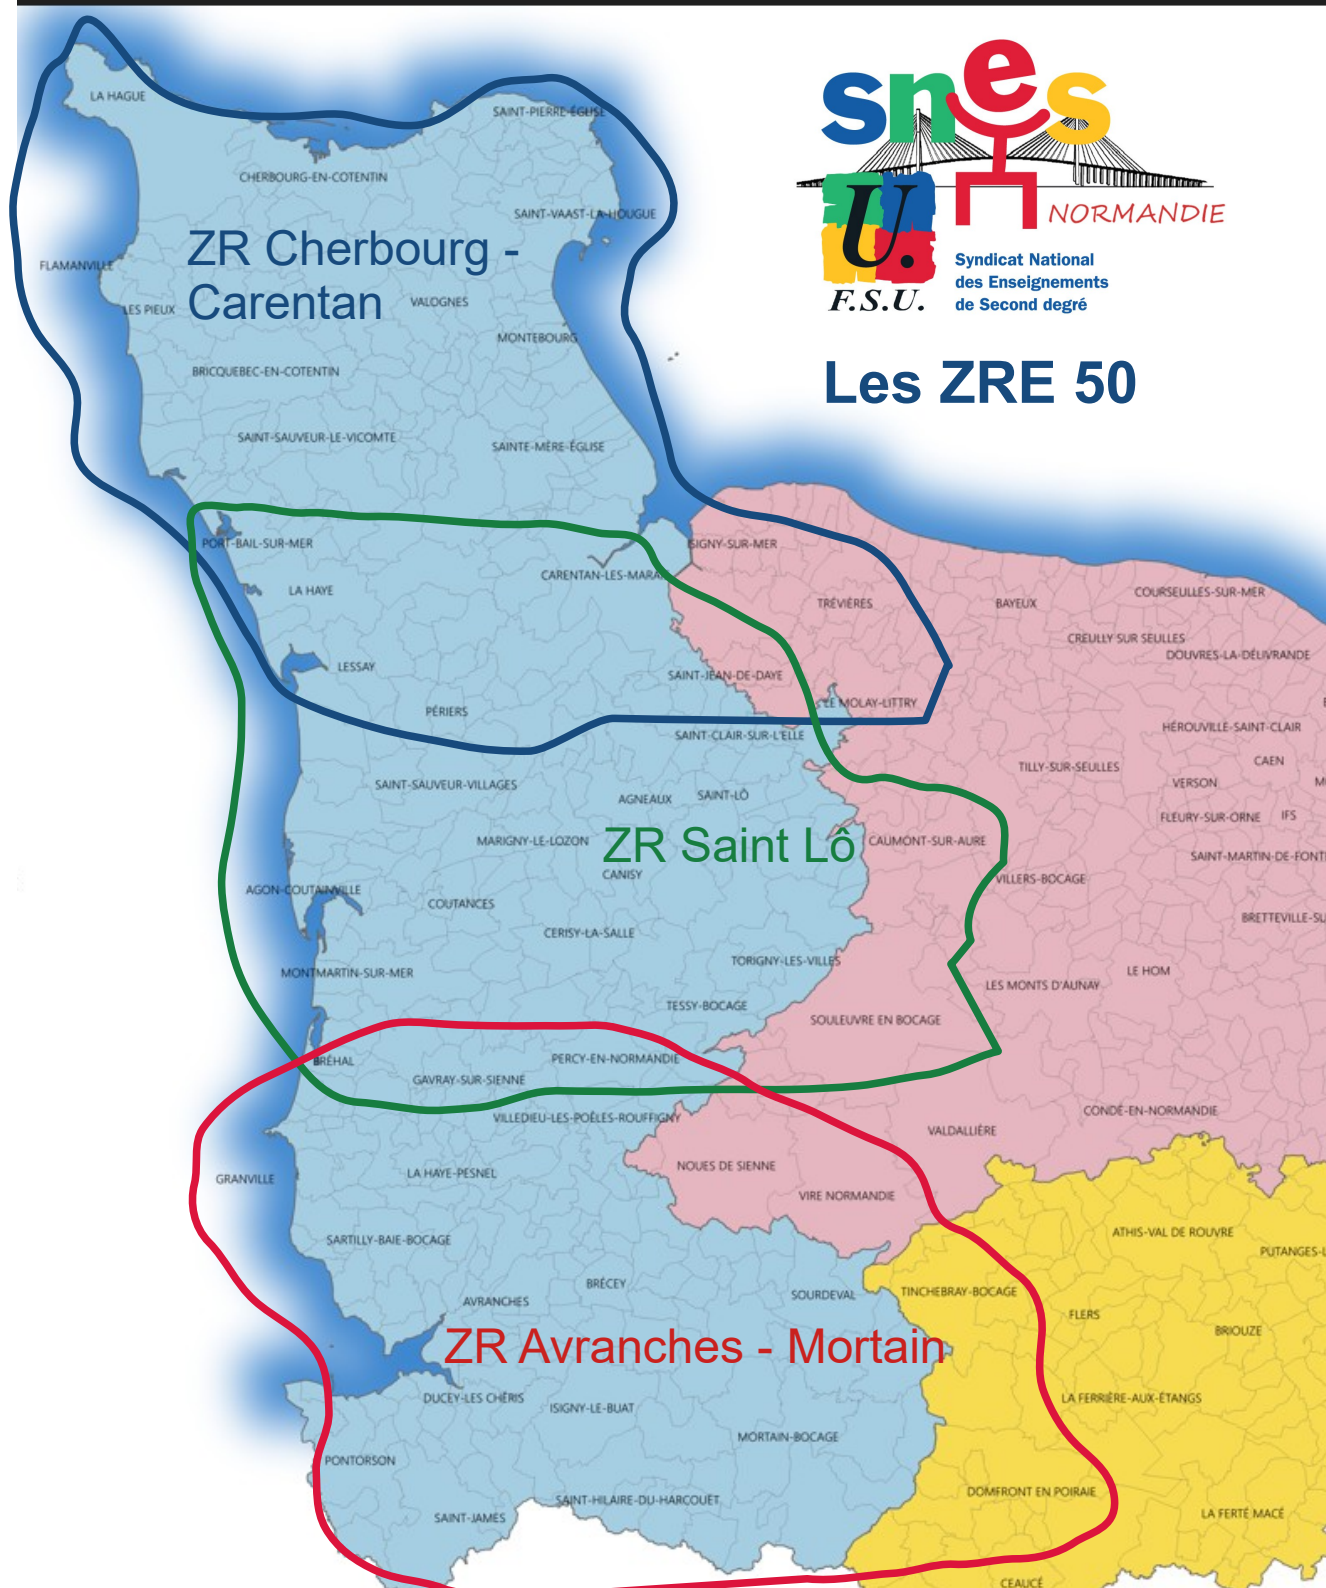 snes
U.
F.S.U.
NORMANDIE
Syndicat National
des Enseignements
de Second degré
Les ZRE 50
LA HAGUE
SAINT-PIERRE-ÉGLISE
CHERBOURG-EN-COTENTIN
SAINT-VAAST-LA-HOUGUE
ZR Cherbourg -
Carentan
FLAMANVILLE
LES PIEUX
VALOGNES
MONTEBOURG
BRICQUEBEC-EN-COTENTIN
SAINT-SAUVEUR-LE-VICOMTE
SAINTE-MÈRE-ÉGLISE
PORT-BAIL-SUR-MER
ISIGNY-SUR-MER
CARENTAN-LES-MARAI
LA HAYE
TRÉVIÈRES
BAYEUX
COURSEULLES-SUR-MER
CREULLY SUR SEULLES
DOUVRES-LA-DÉLIVRANDE
LESSAY
SAINT-JEAN-DE-DAYE
LE MOLAY-LITTRY
PÉRIERS
SAINT-CLAIR-SUR-L'ELLE
HÉROUVILLE-SAINT-CLAIR
TILLY-SUR-SEULLES
CAEN
SAINT-SAUVEUR-VILLAGES
AGNEAUX
SAINT-LÔ
VERSON
FLEURY-SUR-ORNE
IFS
MARIGNY-LE-LOZON
ZR Saint Lô
CAUMONT-SUR-AURE
SAINT-MARTIN-DE-FONT
CANISY
VILLERS-BOCAGE
AGON-COUTAINVILLE
COUTANCES
BRETTEVILLE-SU
CERISY-LA-SALLE
TORIGNY-LES-VILLES
MONTMARTIN-SUR-MER
LE HOM
LES MONTS D'AUNAY
TESSY-BOCAGE
SOULEUVRE EN BOCAGE
BRÉHAL
PERCY-EN-NORMANDIE
GAVRAY-SUR-SIENNE
VILLEDIEU-LES-POÊLES-ROUFFIGNY
CONDÉ-EN-NORMANDIE
VALDALLIÈRE
GRANVILLE
LA HAYE-PESNEL
NOUES DE SIENNE
VIRE NORMANDIE
SARTILLY-BAIE-BOCAGE
ATHIS-VAL DE ROUVRE
PUTANGES-L
BRÉCEY
AVRANCHES
SOURDEVAL
TINCHEBRAY-BOCAGE
FLERS
BRIOUZE
ZR Avranches - Mortain
DUCEY-LES CHÉRIS
ISIGNY-LE-BUAT
LA FERRIÈRE-AUX-ÉTANGS
MORTAIN-BOCAGE
PONTORSON
DOMFRONT EN POIRAIE
SAINT-HILAIRE-DU-HARCOUËT
SAINT-JAMES
LA FERTÉ MACÉ
CEAUCÉ